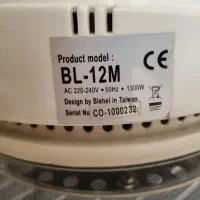 Product model :
CE
BL-12M
AC 220-240V • 50Hz • 1300W
Design by Bishel in Taiwan
Serial No CO-1000232